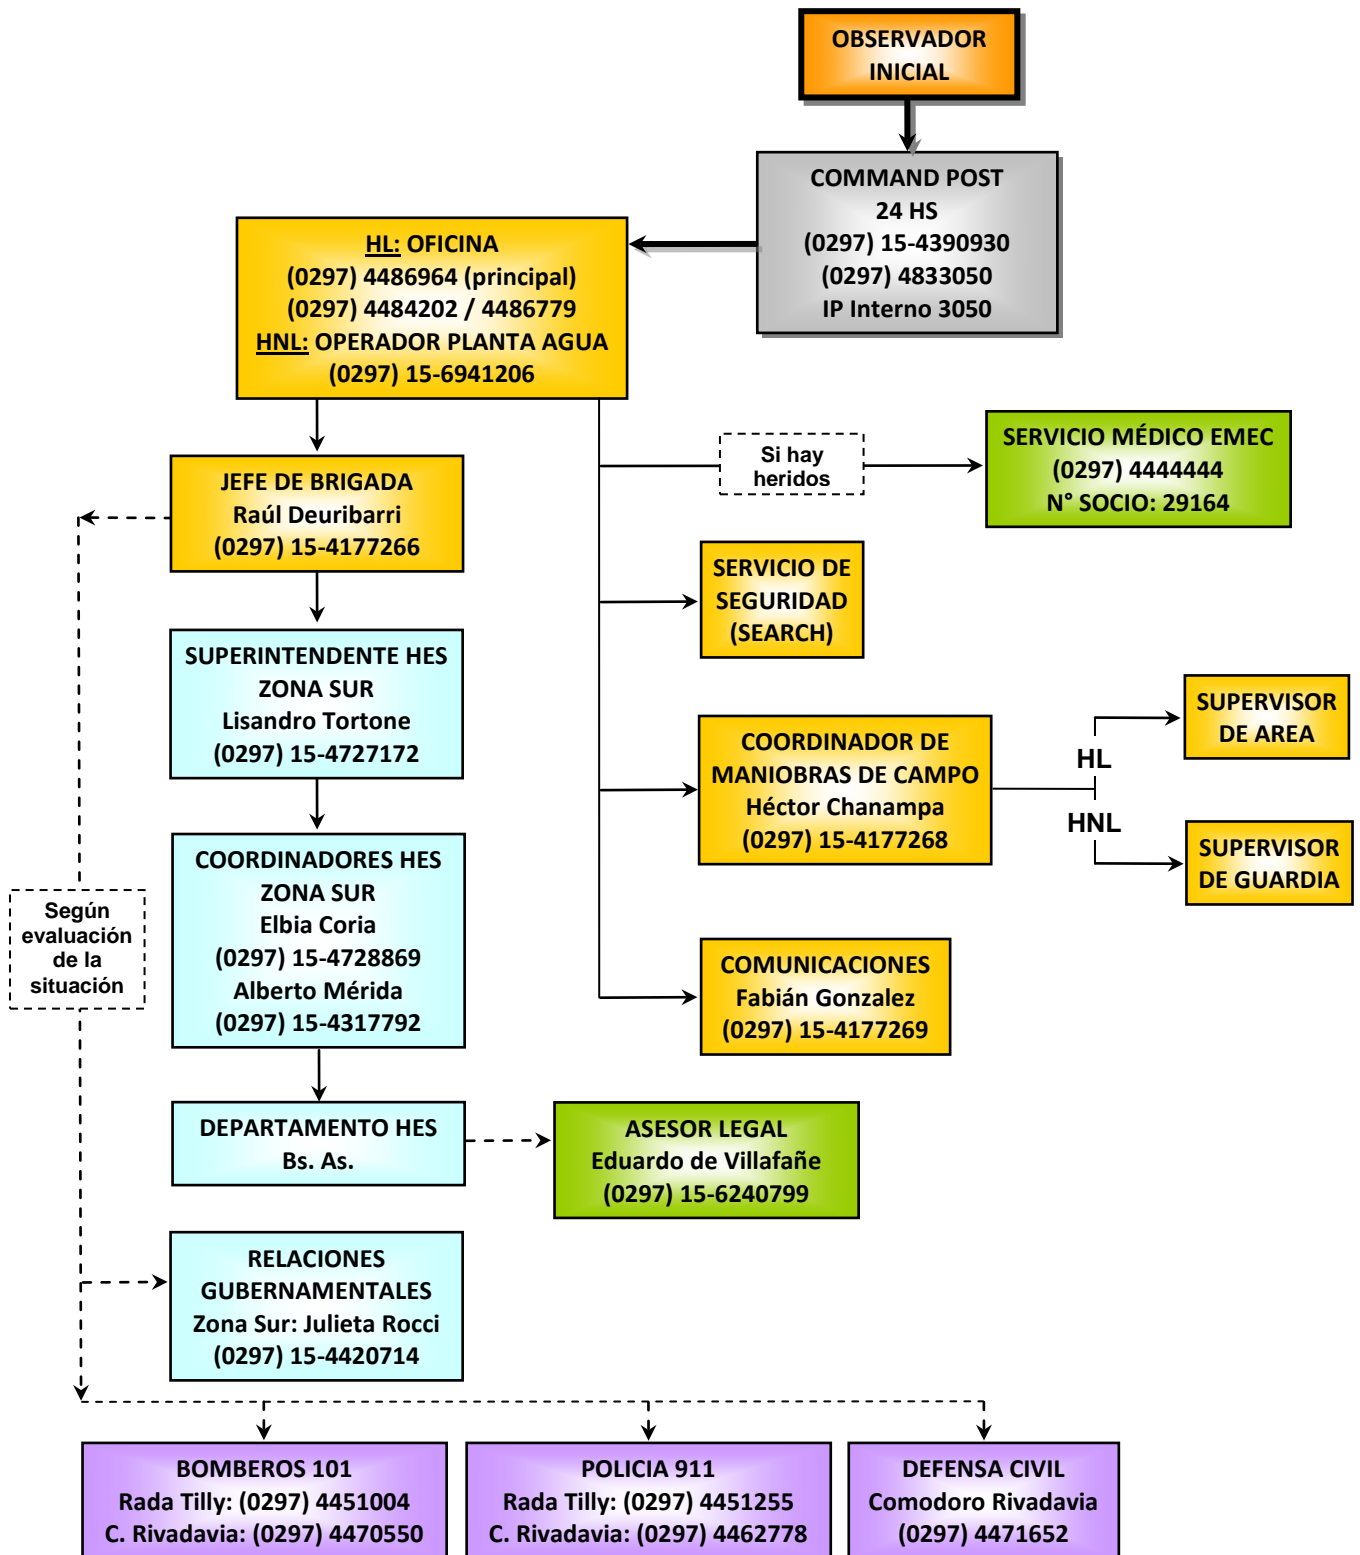 OBSERVADOR
INICIAL
COMMAND POST
24 HS
(0297) 15-4390930
(0297) 4833050
IP Interno 3050
HL: OFICINA
(0297) 4486964 (principal)
(0297) 4484202 / 4486779
HNL: OPERADOR PLANTA AGUA
(0297) 15-6941206
Si hay
heridos
SERVICIO MÉDICO EMEC
(0297) 4444444
N° SOCIO: 29164
JEFE DE BRIGADA
Raúl Deuribarri
(0297) 15-4177266
SERVICIO DE
SEGURIDAD
(SEARCH)
SUPERINTENDENTE HES
ZONA SUR
Lisandro Tortone
(0297) 15-4727172
COORDINADOR DE
MANIOBRAS DE CAMPO
Héctor Chanampa
(0297) 15-4177268
HL
HNL
SUPERVISOR
DE AREA
SUPERVISOR
DE GUARDIA
COORDINADORES HES
ZONA SUR
Elbia Coria
(0297) 15-4728869
Alberto Mérida
(0297) 15-4317792
Según
evaluación
de la
situación
COMUNICACIONES
Fabián Gonzalez
(0297) 15-4177269
DEPARTAMENTO HES
Bs. As.
ASESOR LEGAL
Eduardo de Villafañe
(0297) 15-6240799
RELACIONES
GUBERNAMENTALES
Zona Sur: Julieta Rocci
(0297) 15-4420714
BOMBEROS 101
Rada Tilly: (0297) 4451004
C. Rivadavia: (0297) 4470550
POLICIA 911
Rada Tilly: (0297) 4451255
C. Rivadavia: (0297) 4462778
DEFENSA CIVIL
Comodoro Rivadavia
(0297) 4471652